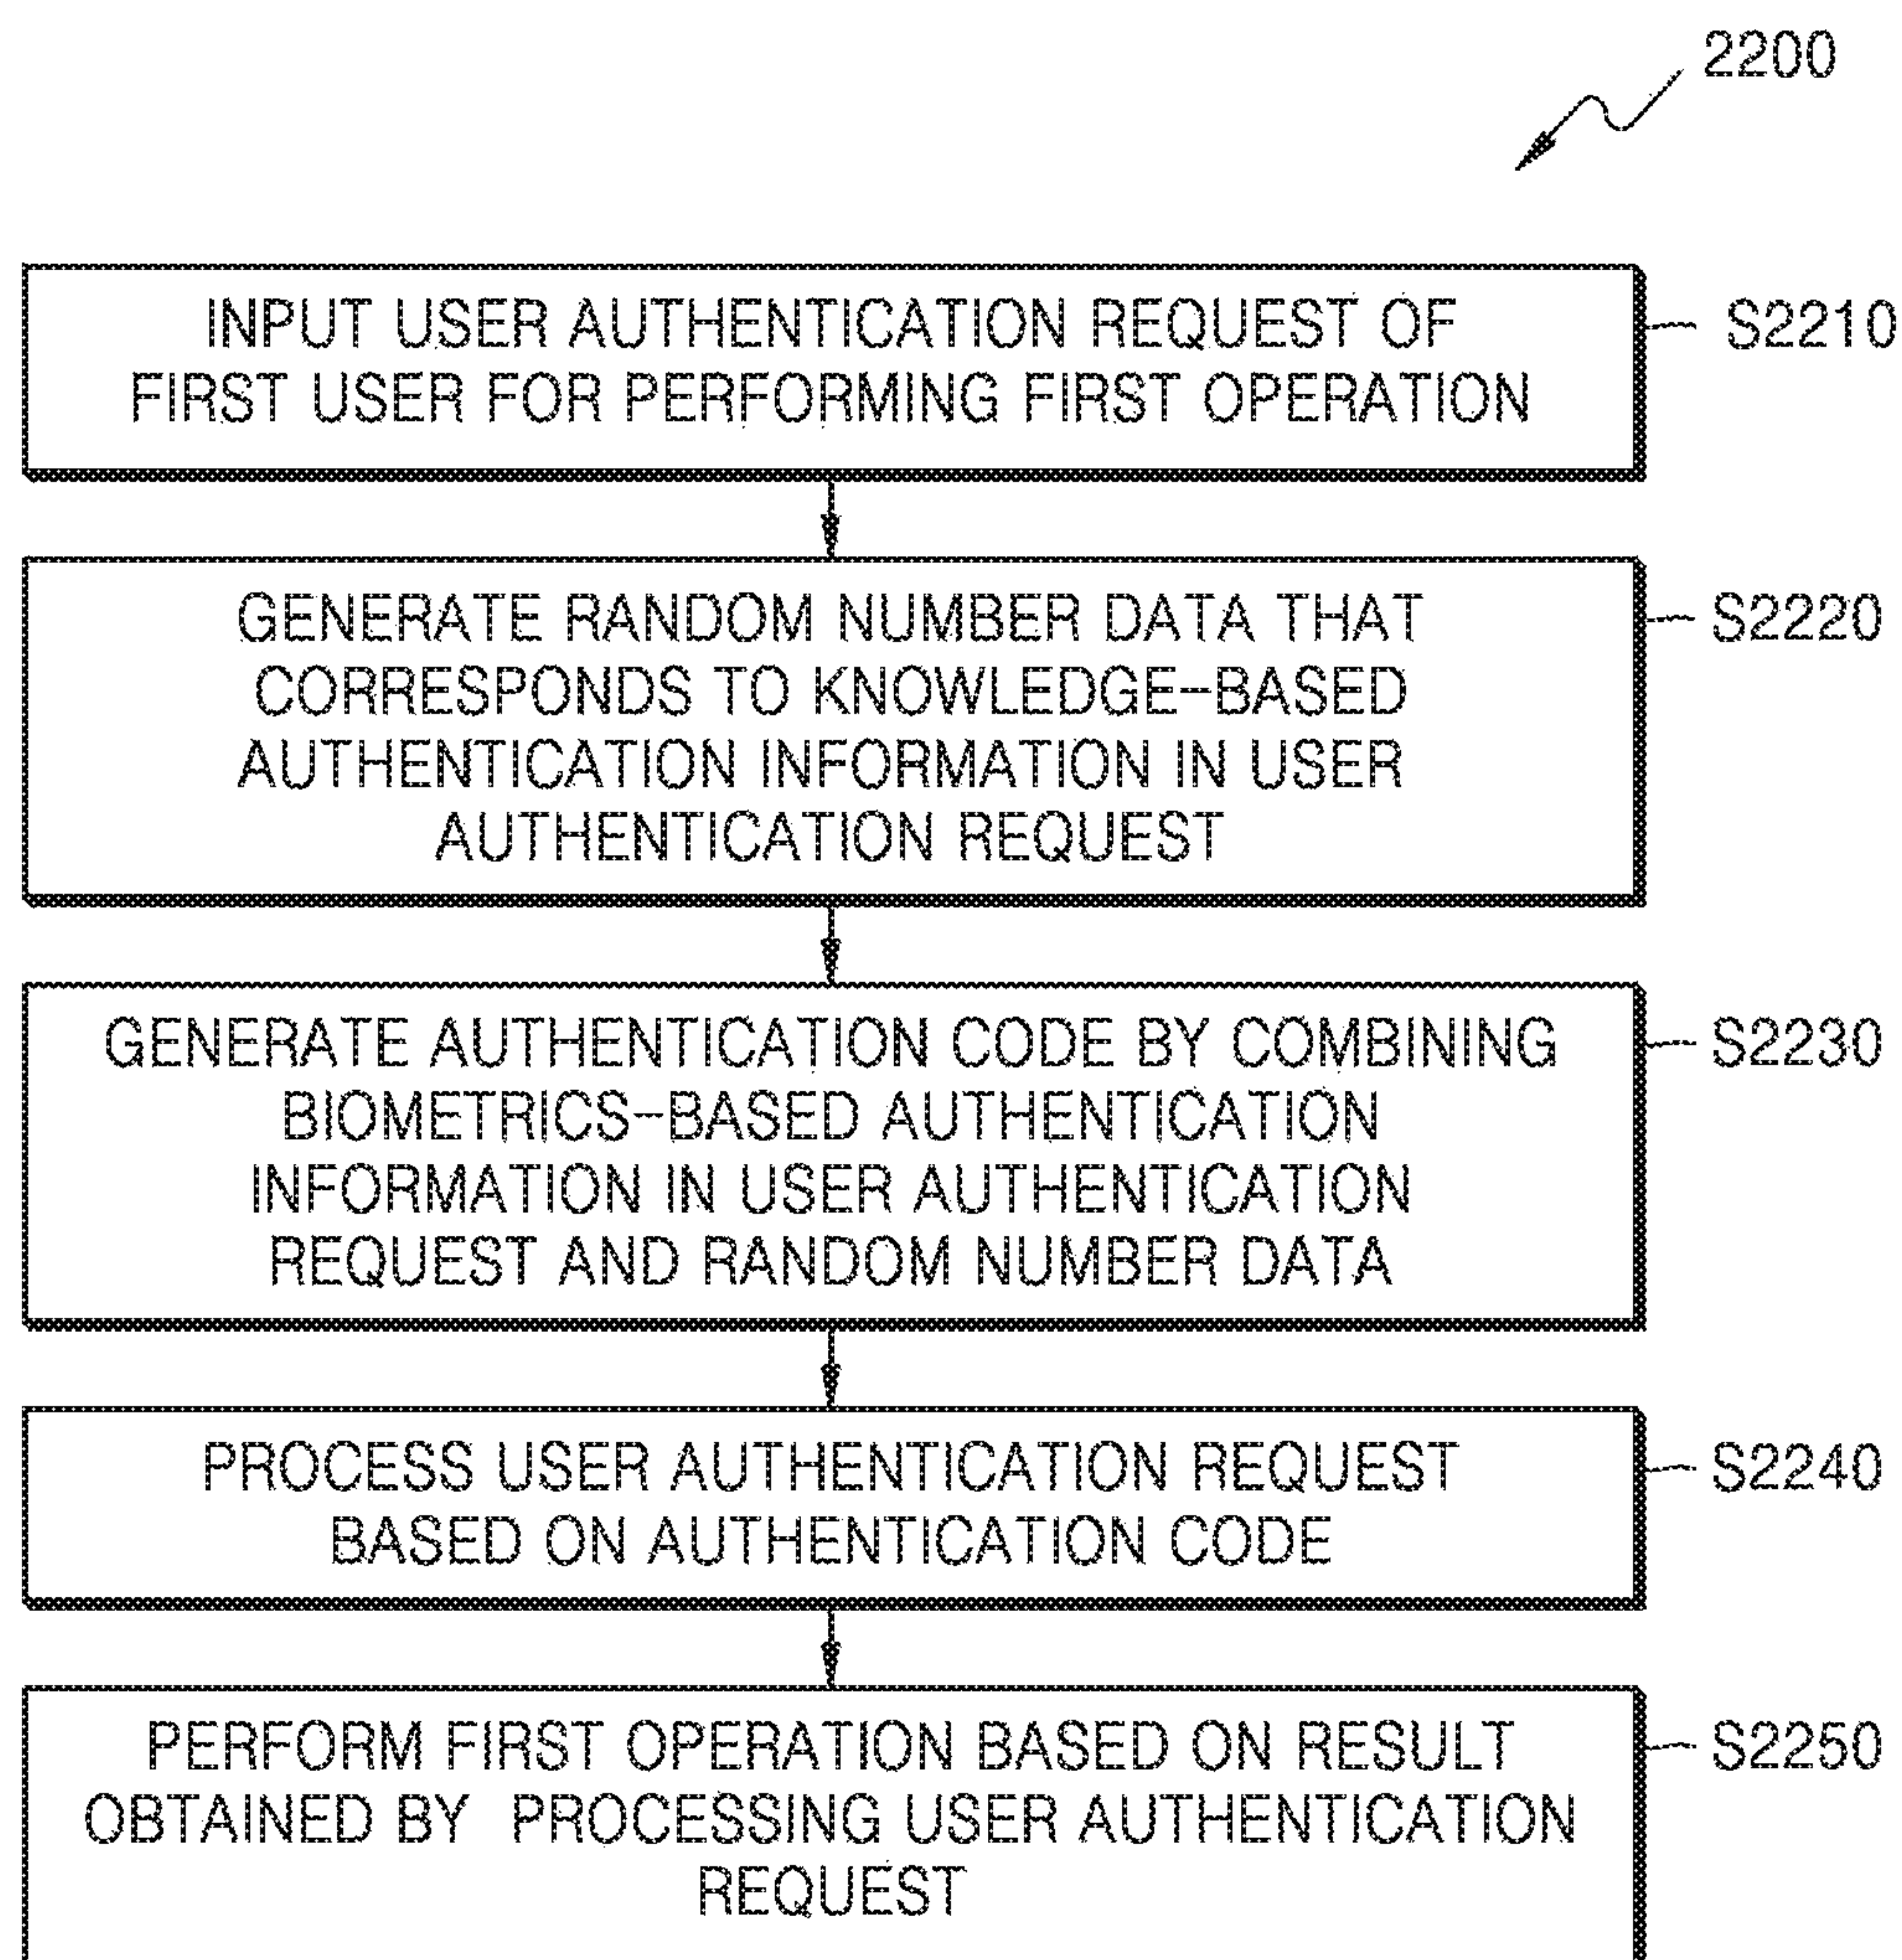 2200
INPUT USER AUTHENTICATION REQUEST OF
FIRST USER FOR PERFORMING FIRST OPERATION
S2210
GENERATE RANDOM NUMBER DATA THAT
CORRESPONDS TO KNOWLEDGE-BASED
AUTHENTICATION INFORMATION IN USER
AUTHENTICATION REQUEST
S2220
GENERATE AUTHENTICATION CODE BY COMBINING
BIOMETRICS-BASED AUTHENTICATION
INFORMATION IN USER AUTHENTICATION
REQUEST AND RANDOM NUMBER DATA
S2230
PROCESS USER AUTHENTICATION REQUEST
BASED ON AUTHENTICATION CODE
S2240
PERFORM FIRST OPERATION BASED ON RESULT
OBTAINED BY PROCESSING USER AUTHENTICATION
REQUEST
S2250